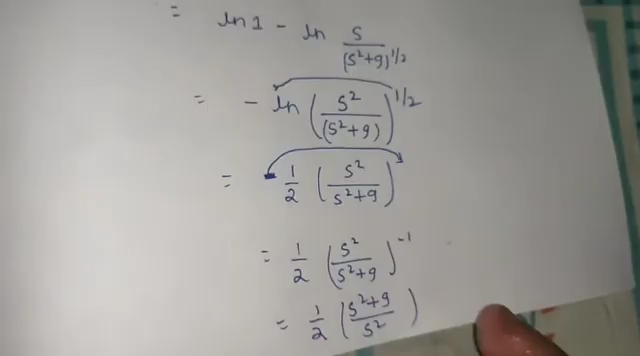 = ln 1 - ln s/(s²+9)^1/2
= - ln (s²/(s²+9))^1/2
= - 1/2 (s²/s²+9)
= 1/2 (s²/s²+9)^-1
= 1/2 (s²+9/s²)